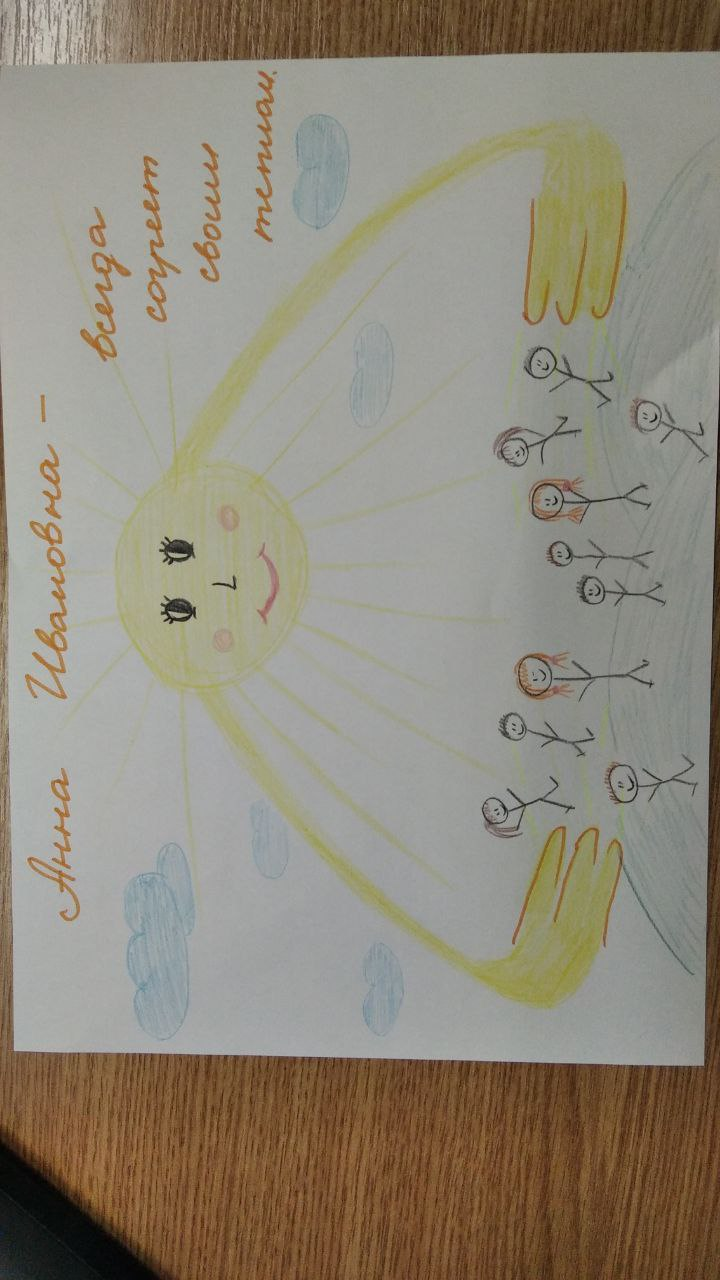 Анна Ивановна –
всегда
согреет
своим
теплом.